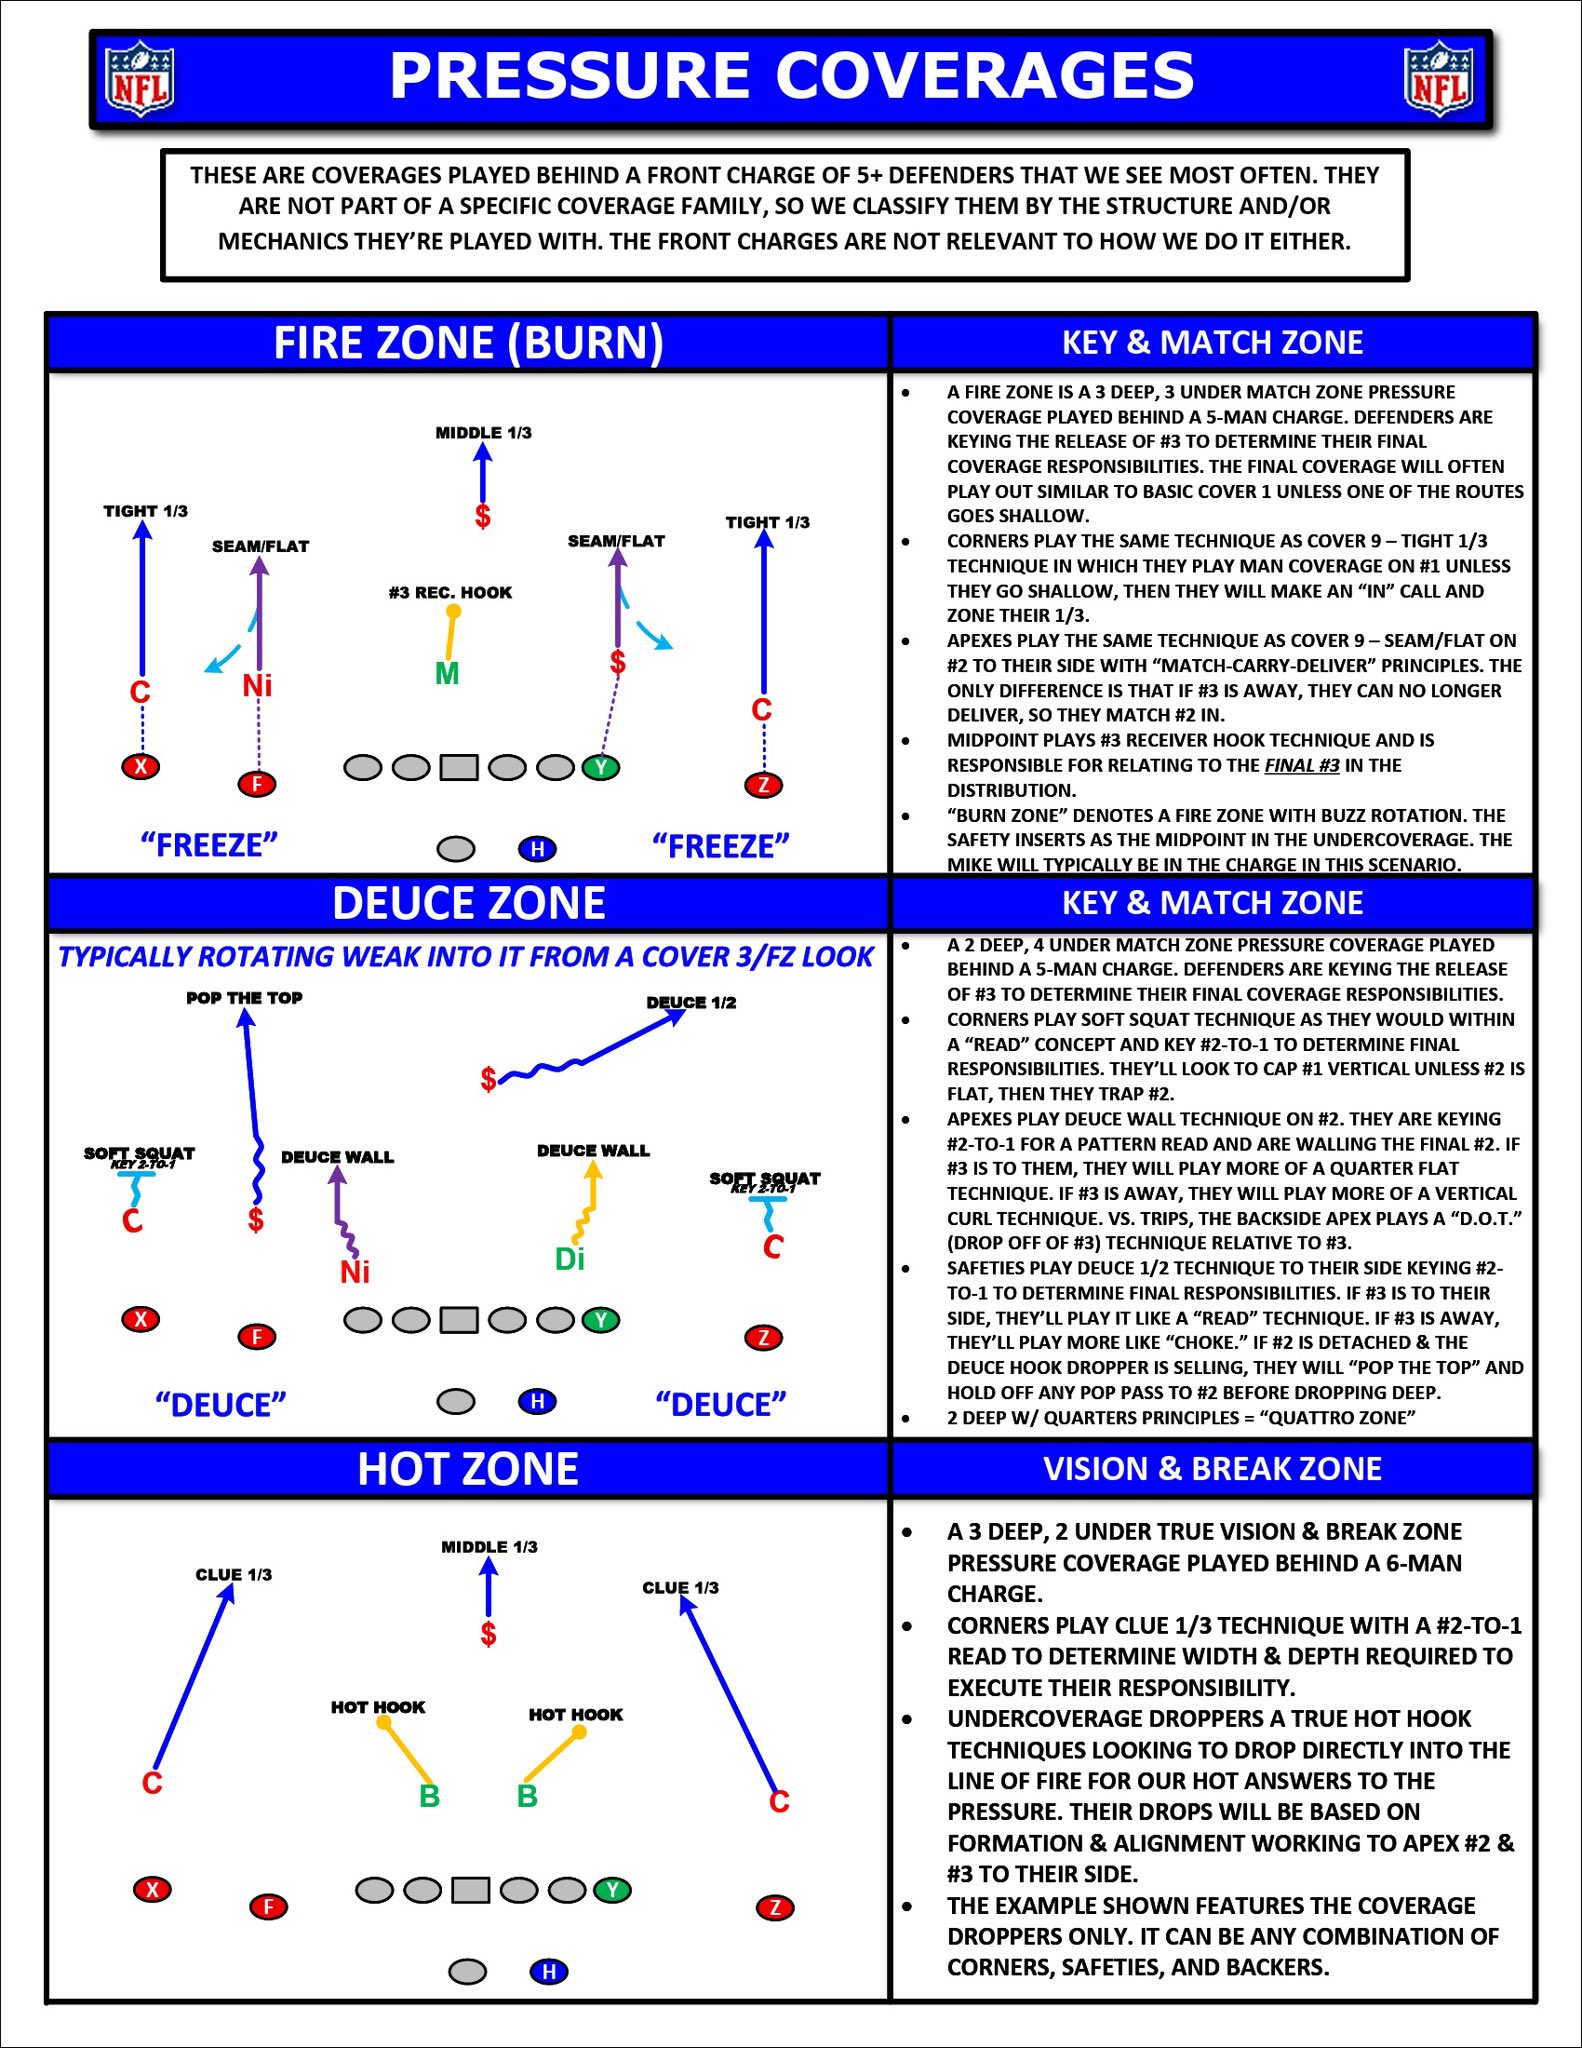 NFL
PRESSURE COVERAGES
NFL
THESE ARE COVERAGES PLAYED BEHIND A FRONT CHARGE OF 5+ DEFENDERS THAT WE SEE MOST OFTEN. THEY
ARE NOT PART OF A SPECIFIC COVERAGE FAMILY, SO WE CLASSIFY THEM BY THE STRUCTURE AND/OR
MECHANICS THEY’RE PLAYED WITH. THE FRONT CHARGES ARE NOT RELEVANT TO HOW WE DO IT EITHER.
FIRE ZONE (BURN)
MIDDLE 1/3
$
TIGHT 1/3
TIGHT 1/3
SEAM/FLAT
SEAM/FLAT
#3 REC. HOOK
C
Ni
M
$
C
X
F
Y
Z
“FREEZE”
H
“FREEZE”
KEY & MATCH ZONE
• A FIRE ZONE IS A 3 DEEP, 3 UNDER MATCH ZONE PRESSURE
COVERAGE PLAYED BEHIND A 5-MAN CHARGE. DEFENDERS ARE
KEYING THE RELEASE OF #3 TO DETERMINE THEIR FINAL
COVERAGE RESPONSIBILITIES. THE FINAL COVERAGE WILL OFTEN
PLAY OUT SIMILAR TO BASIC COVER 1 UNLESS ONE OF THE ROUTES
GOES SHALLOW.
• CORNERS PLAY THE SAME TECHNIQUE AS COVER 9 – TIGHT 1/3
TECHNIQUE IN WHICH THEY PLAY MAN COVERAGE ON #1 UNLESS
THEY GO SHALLOW, THEN THEY WILL MAKE AN “IN” CALL AND
ZONE THEIR 1/3.
• APEXES PLAY THE SAME TECHNIQUE AS COVER 9 – SEAM/FLAT ON
#2 TO THEIR SIDE WITH “MATCH-CARRY-DELIVER” PRINCIPLES. THE
ONLY DIFFERENCE IS THAT IF #3 IS AWAY, THEY CAN NO LONGER
DELIVER, SO THEY MATCH #2 IN.
• MIDPOINT PLAYS #3 RECEIVER HOOK TECHNIQUE AND IS
RESPONSIBLE FOR RELATING TO THE FINAL #3 IN THE
DISTRIBUTION.
• “BURN ZONE” DENOTES A FIRE ZONE WITH BUZZ ROTATION. THE
SAFETY INSERTS AS THE MIDPOINT IN THE UNDERCOVERAGE. THE
MIKE WILL TYPICALLY BE IN THE CHARGE IN THIS SCENARIO.
DEUCE ZONE
TYPICALLY ROTATING WEAK INTO IT FROM A COVER 3/FZ LOOK
POP THE TOP
DEUCE 1/2
$
SOFT SQUAT
KEY 2-TO-1
DEUCE WALL
DEUCE WALL
SOFT SQUAT
KEY 2-TO-1
C
$
Ni
Di
C
X
F
Y
Z
“DEUCE”
H
“DEUCE”
KEY & MATCH ZONE
• A 2 DEEP, 4 UNDER MATCH ZONE PRESSURE COVERAGE PLAYED
BEHIND A 5-MAN CHARGE. DEFENDERS ARE KEYING THE RELEASE
OF #3 TO DETERMINE THEIR FINAL COVERAGE RESPONSIBILITIES.
• CORNERS PLAY SOFT SQUAT TECHNIQUE AS THEY WOULD WITHIN
A “READ” CONCEPT AND KEY #2-TO-1 TO DETERMINE FINAL
RESPONSIBILITIES. THEY’LL LOOK TO CAP #1 VERTICAL UNLESS #2 IS
FLAT, THEN THEY TRAP #2.
• APEXES PLAY DEUCE WALL TECHNIQUE ON #2. THEY ARE KEYING
#2-TO-1 FOR A PATTERN READ AND ARE WALLING THE FINAL #2. IF
#3 IS TO THEM, THEY WILL PLAY MORE OF A QUARTER FLAT
TECHNIQUE. IF #3 IS AWAY, THEY WILL PLAY MORE OF A VERTICAL
CURL TECHNIQUE. VS. TRIPS, THE BACKSIDE APEX PLAYS A “D.O.T.”
(DROP OFF OF #3) TECHNIQUE RELATIVE TO #3.
• SAFETIES PLAY DEUCE 1/2 TECHNIQUE TO THEIR SIDE KEYING #2-
TO-1 TO DETERMINE FINAL RESPONSIBILITIES. IF #3 IS TO THEIR
SIDE, THEY’LL PLAY IT LIKE A “READ” TECHNIQUE. IF #3 IS AWAY,
THEY’LL PLAY MORE LIKE “CHOKE.” IF #2 IS DETACHED & THE
DEUCE HOOK DROPPER IS SELLING, THEY WILL “POP THE TOP” AND
HOLD OFF ANY POP PASS TO #2 BEFORE DROPPING DEEP.
• 2 DEEP W/ QUARTERS PRINCIPLES = “QUATTRO ZONE”
HOT ZONE
MIDDLE 1/3
CLUE 1/3
CLUE 1/3
$
HOT HOOK
HOT HOOK
C
B
B
C
X
F
Y
Z
H
VISION & BREAK ZONE
• A 3 DEEP, 2 UNDER TRUE VISION & BREAK ZONE
PRESSURE COVERAGE PLAYED BEHIND A 6-MAN
CHARGE.
• CORNERS PLAY CLUE 1/3 TECHNIQUE WITH A #2-TO-1
READ TO DETERMINE WIDTH & DEPTH REQUIRED TO
EXECUTE THEIR RESPONSIBILITY.
• UNDERCOVERAGE DROPPERS A TRUE HOT HOOK
TECHNIQUES LOOKING TO DROP DIRECTLY INTO THE
LINE OF FIRE FOR OUR HOT ANSWERS TO THE
PRESSURE. THEIR DROPS WILL BE BASED ON
FORMATION & ALIGNMENT WORKING TO APEX #2 &
#3 TO THEIR SIDE.
• THE EXAMPLE SHOWN FEATURES THE COVERAGE
DROPPERS ONLY. IT CAN BE ANY COMBINATION OF
CORNERS, SAFETIES, AND BACKERS.